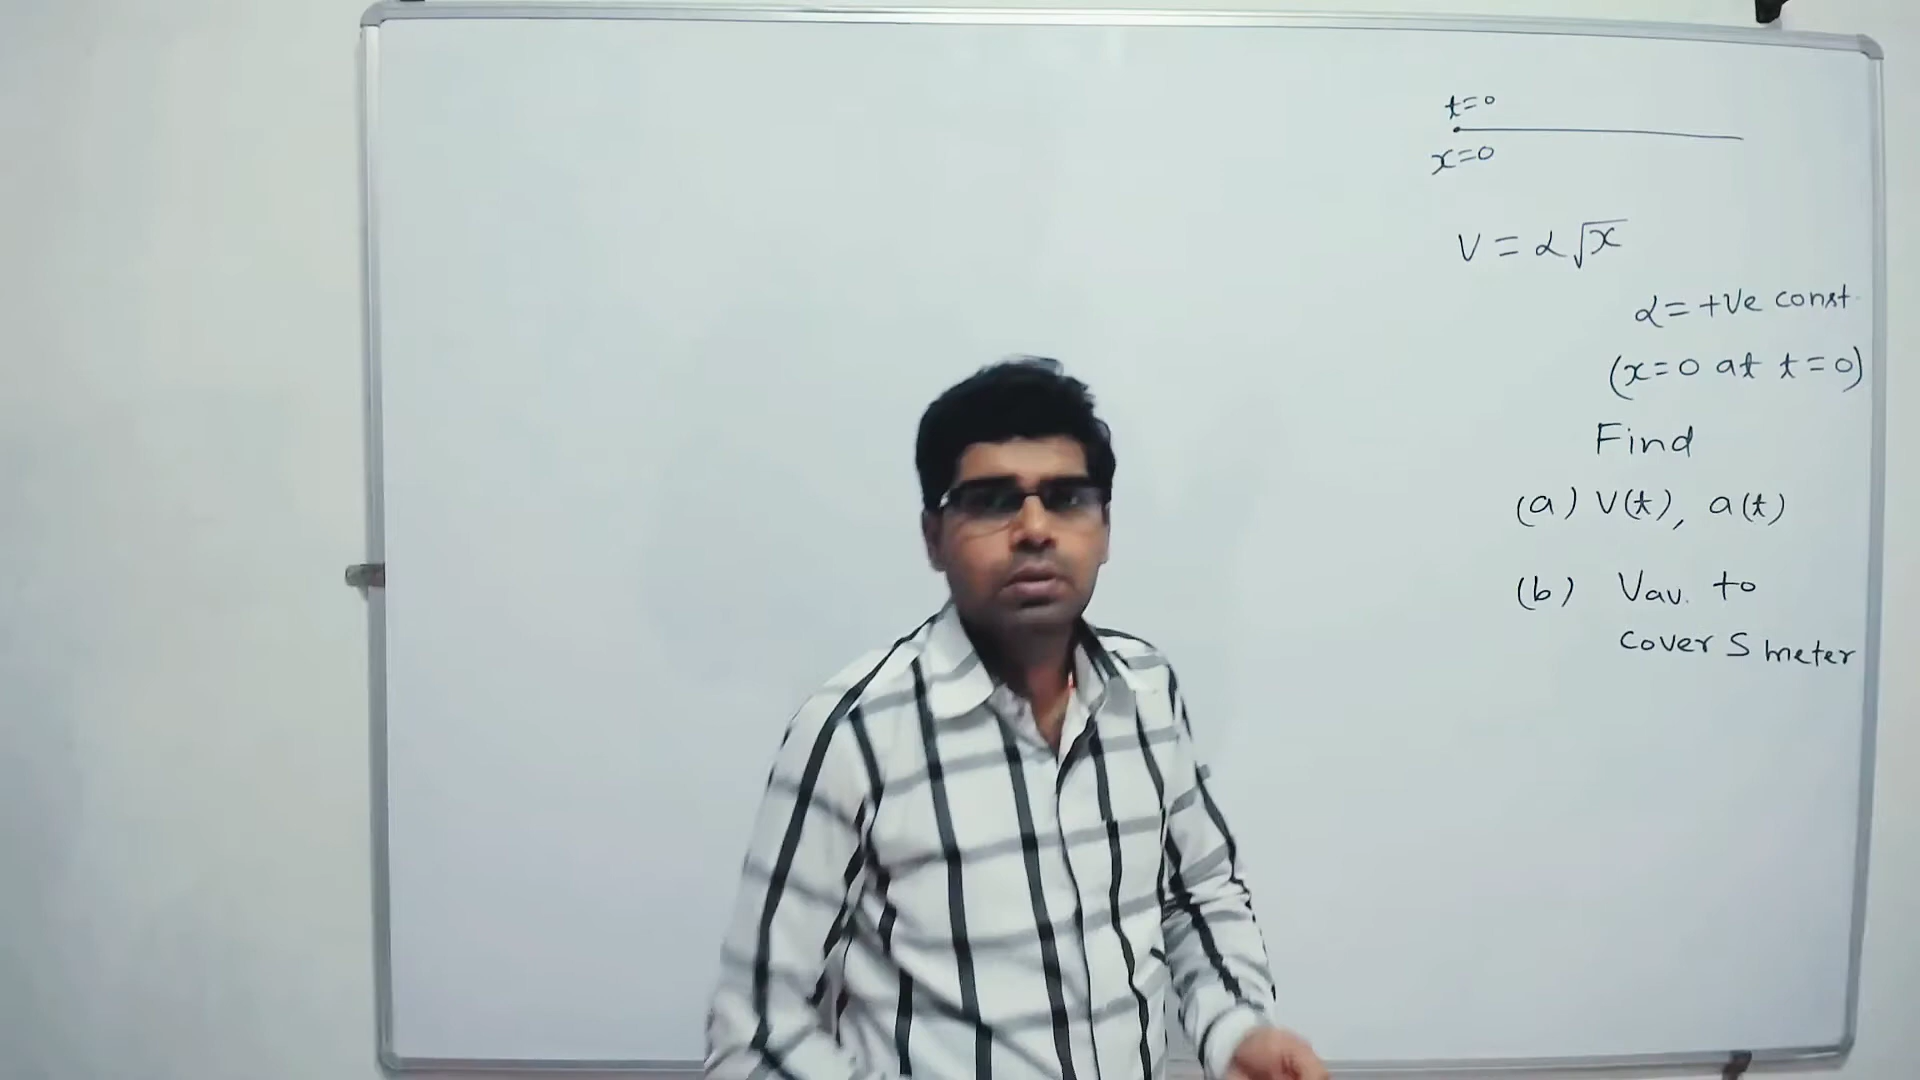 t=0
x=0
V = α√x
α = +ve const.
(x=0 at t=0)
Find
(a) V(t), a(t)
(b) Vav. to
cover S meter